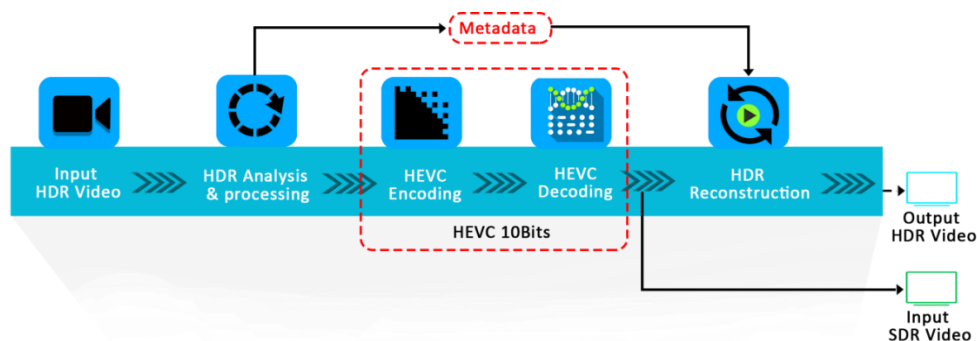 Metadata
Input
HDR Video
HDR Analysis
& processing
HEVC
Encoding
HEVC
Decoding
HDR
Reconstruction
HEVC 10Bits
Output
HDR Video
Input
SDR Video